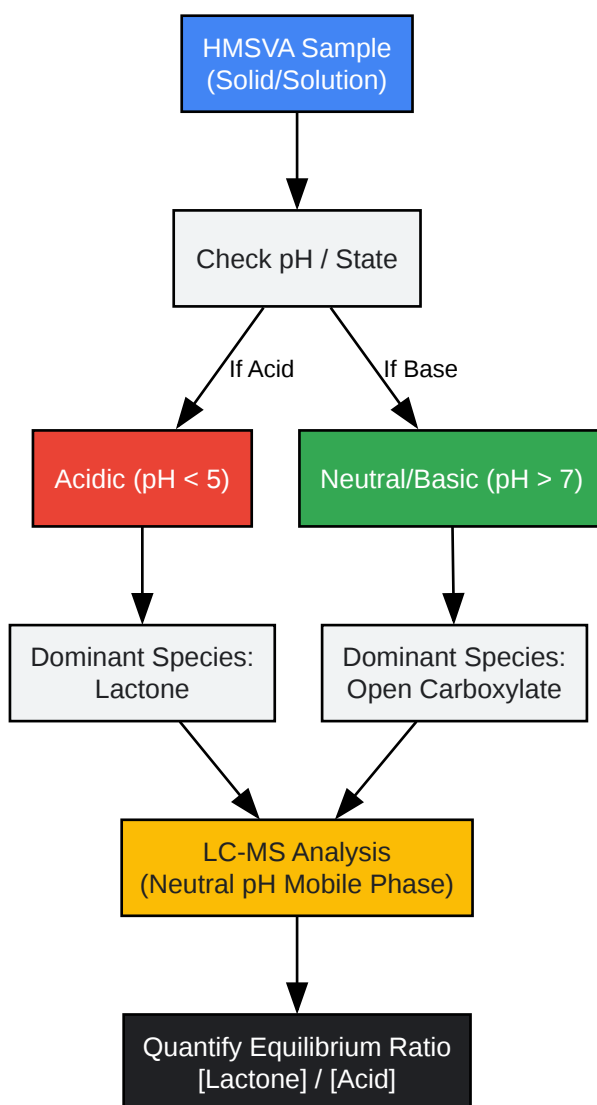 HMSVA Sample
(Solid/Solution)
Check pH / State
If Acid
If Base
Acidic (pH < 5)
Neutral/Basic (pH > 7)
Dominant Species:
Lactone
Dominant Species:
Open Carboxylate
LC-MS Analysis
(Neutral pH Mobile Phase)
Quantify Equilibrium Ratio
[Lactone] / [Acid]